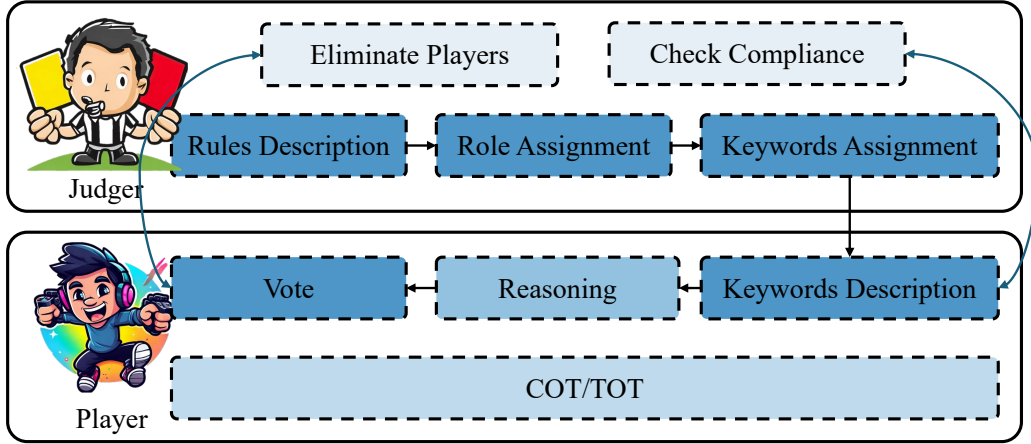 Eliminate Players
Check Compliance
Rules Description
Role Assignment
Keywords Assignment
Judger
Vote
Reasoning
Keywords Description
COT/TOT
Player